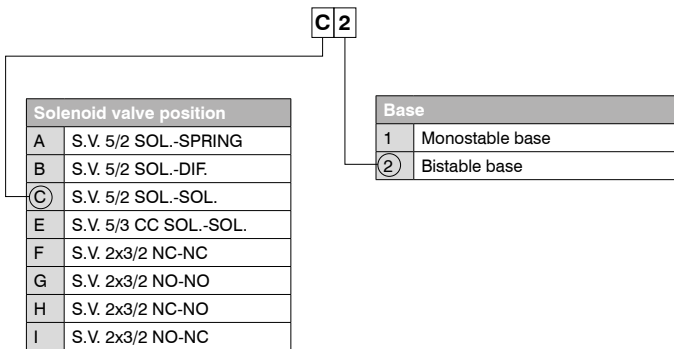 C 2
Solenoid valve position
A S.V. 5/2 SOL.-SPRING
B S.V. 5/2 SOL.-DIF.
C S.V. 5/2 SOL.-SOL.
E S.V. 5/3 CC SOL.-SOL.
F S.V. 2x3/2 NC-NC
G S.V. 2x3/2 NO-NO
H S.V. 2x3/2 NC-NO
I S.V. 2x3/2 NO-NC
Base
1 Monostable base
2 Bistable base